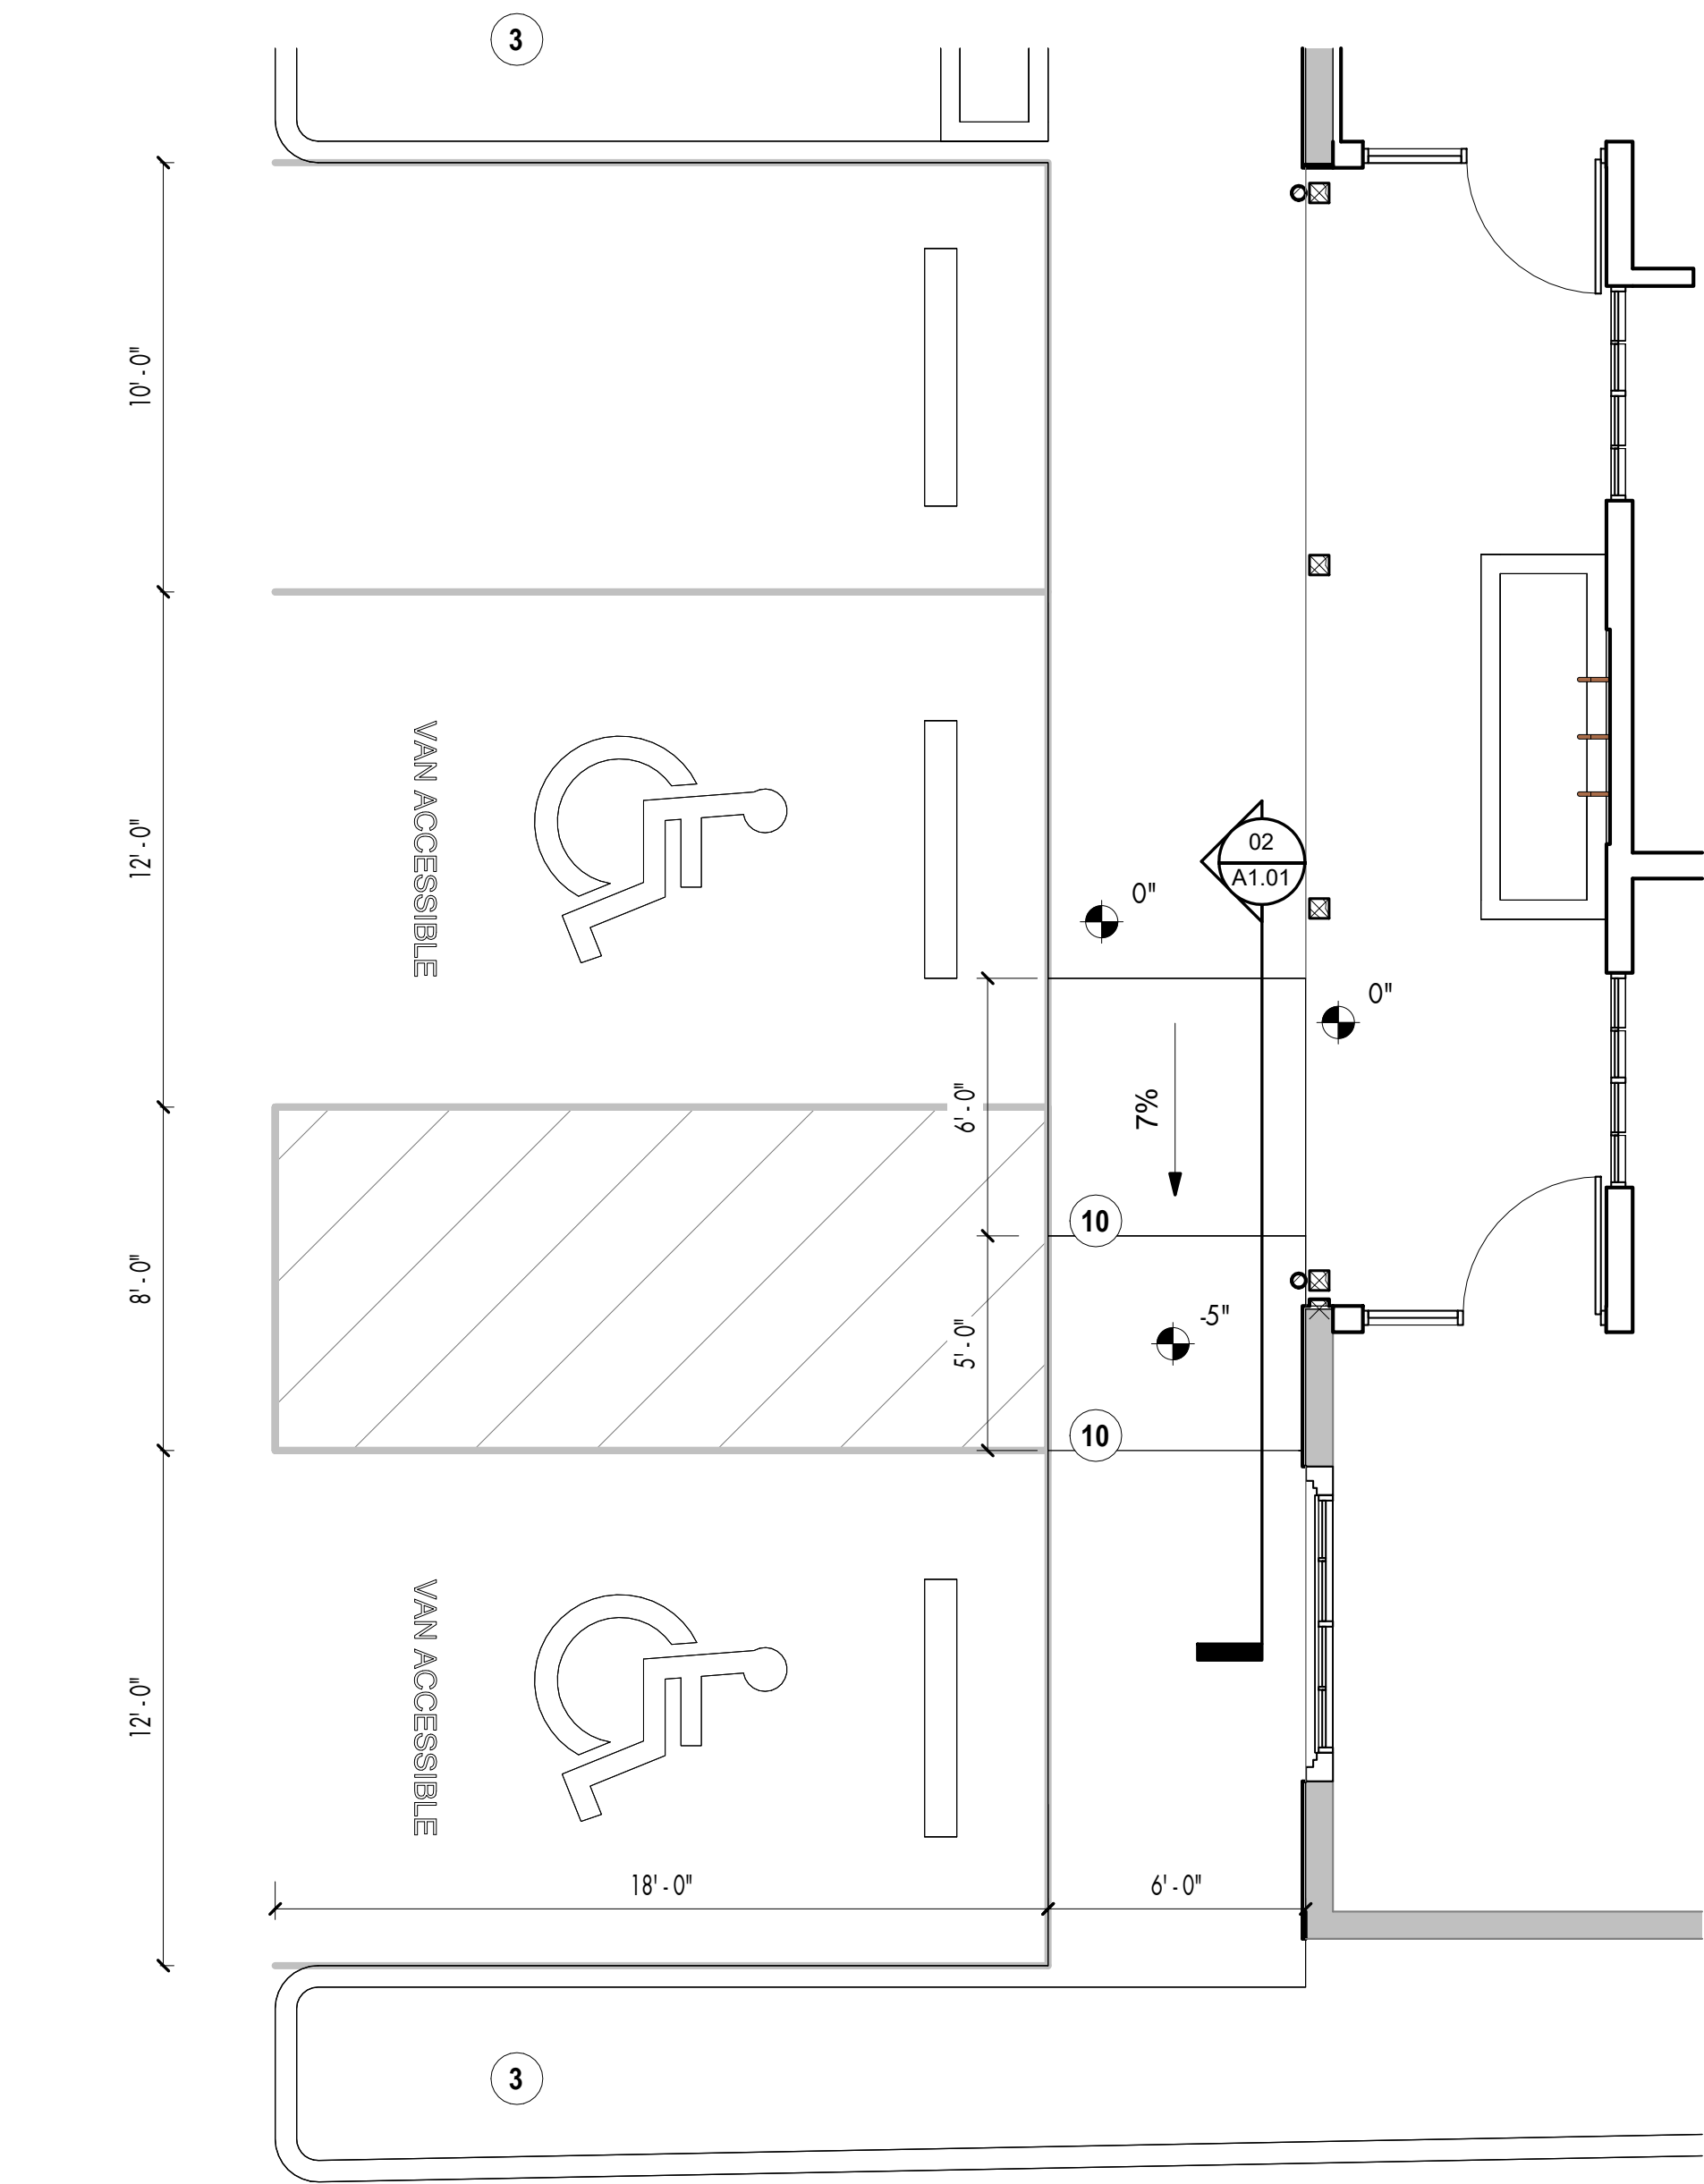 3
10' - 0"
12' - 0"
VAN ACCESSIBLE
02
A1.01
0"
0"
6' - 0"
7%
10
8' - 0"
5' - 0"
-5"
10
12' - 0"
VAN ACCESSIBLE
18' - 0"
6' - 0"
3